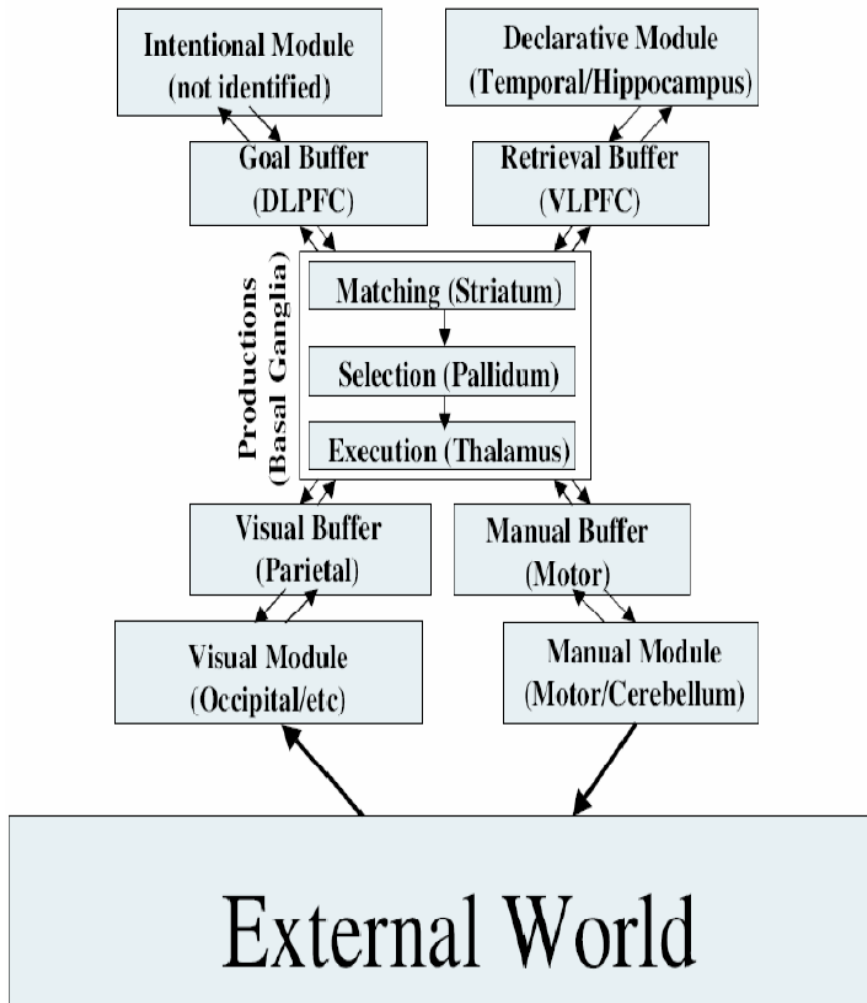 Intentional Module
(not identified)
Declarative Module
(Temporal/Hippocampus)
Goal Buffer
(DLPFC)
Retrieval Buffer
(VLPFC)
Productions
(Basal Ganglia)
Matching (Striatum)
Selection (Pallidum)
Execution (Thalamus)
Visual Buffer
(Parietal)
Manual Buffer
(Motor)
Visual Module
(Occipital/etc)
Manual Module
(Motor/Cerebellum)
External World